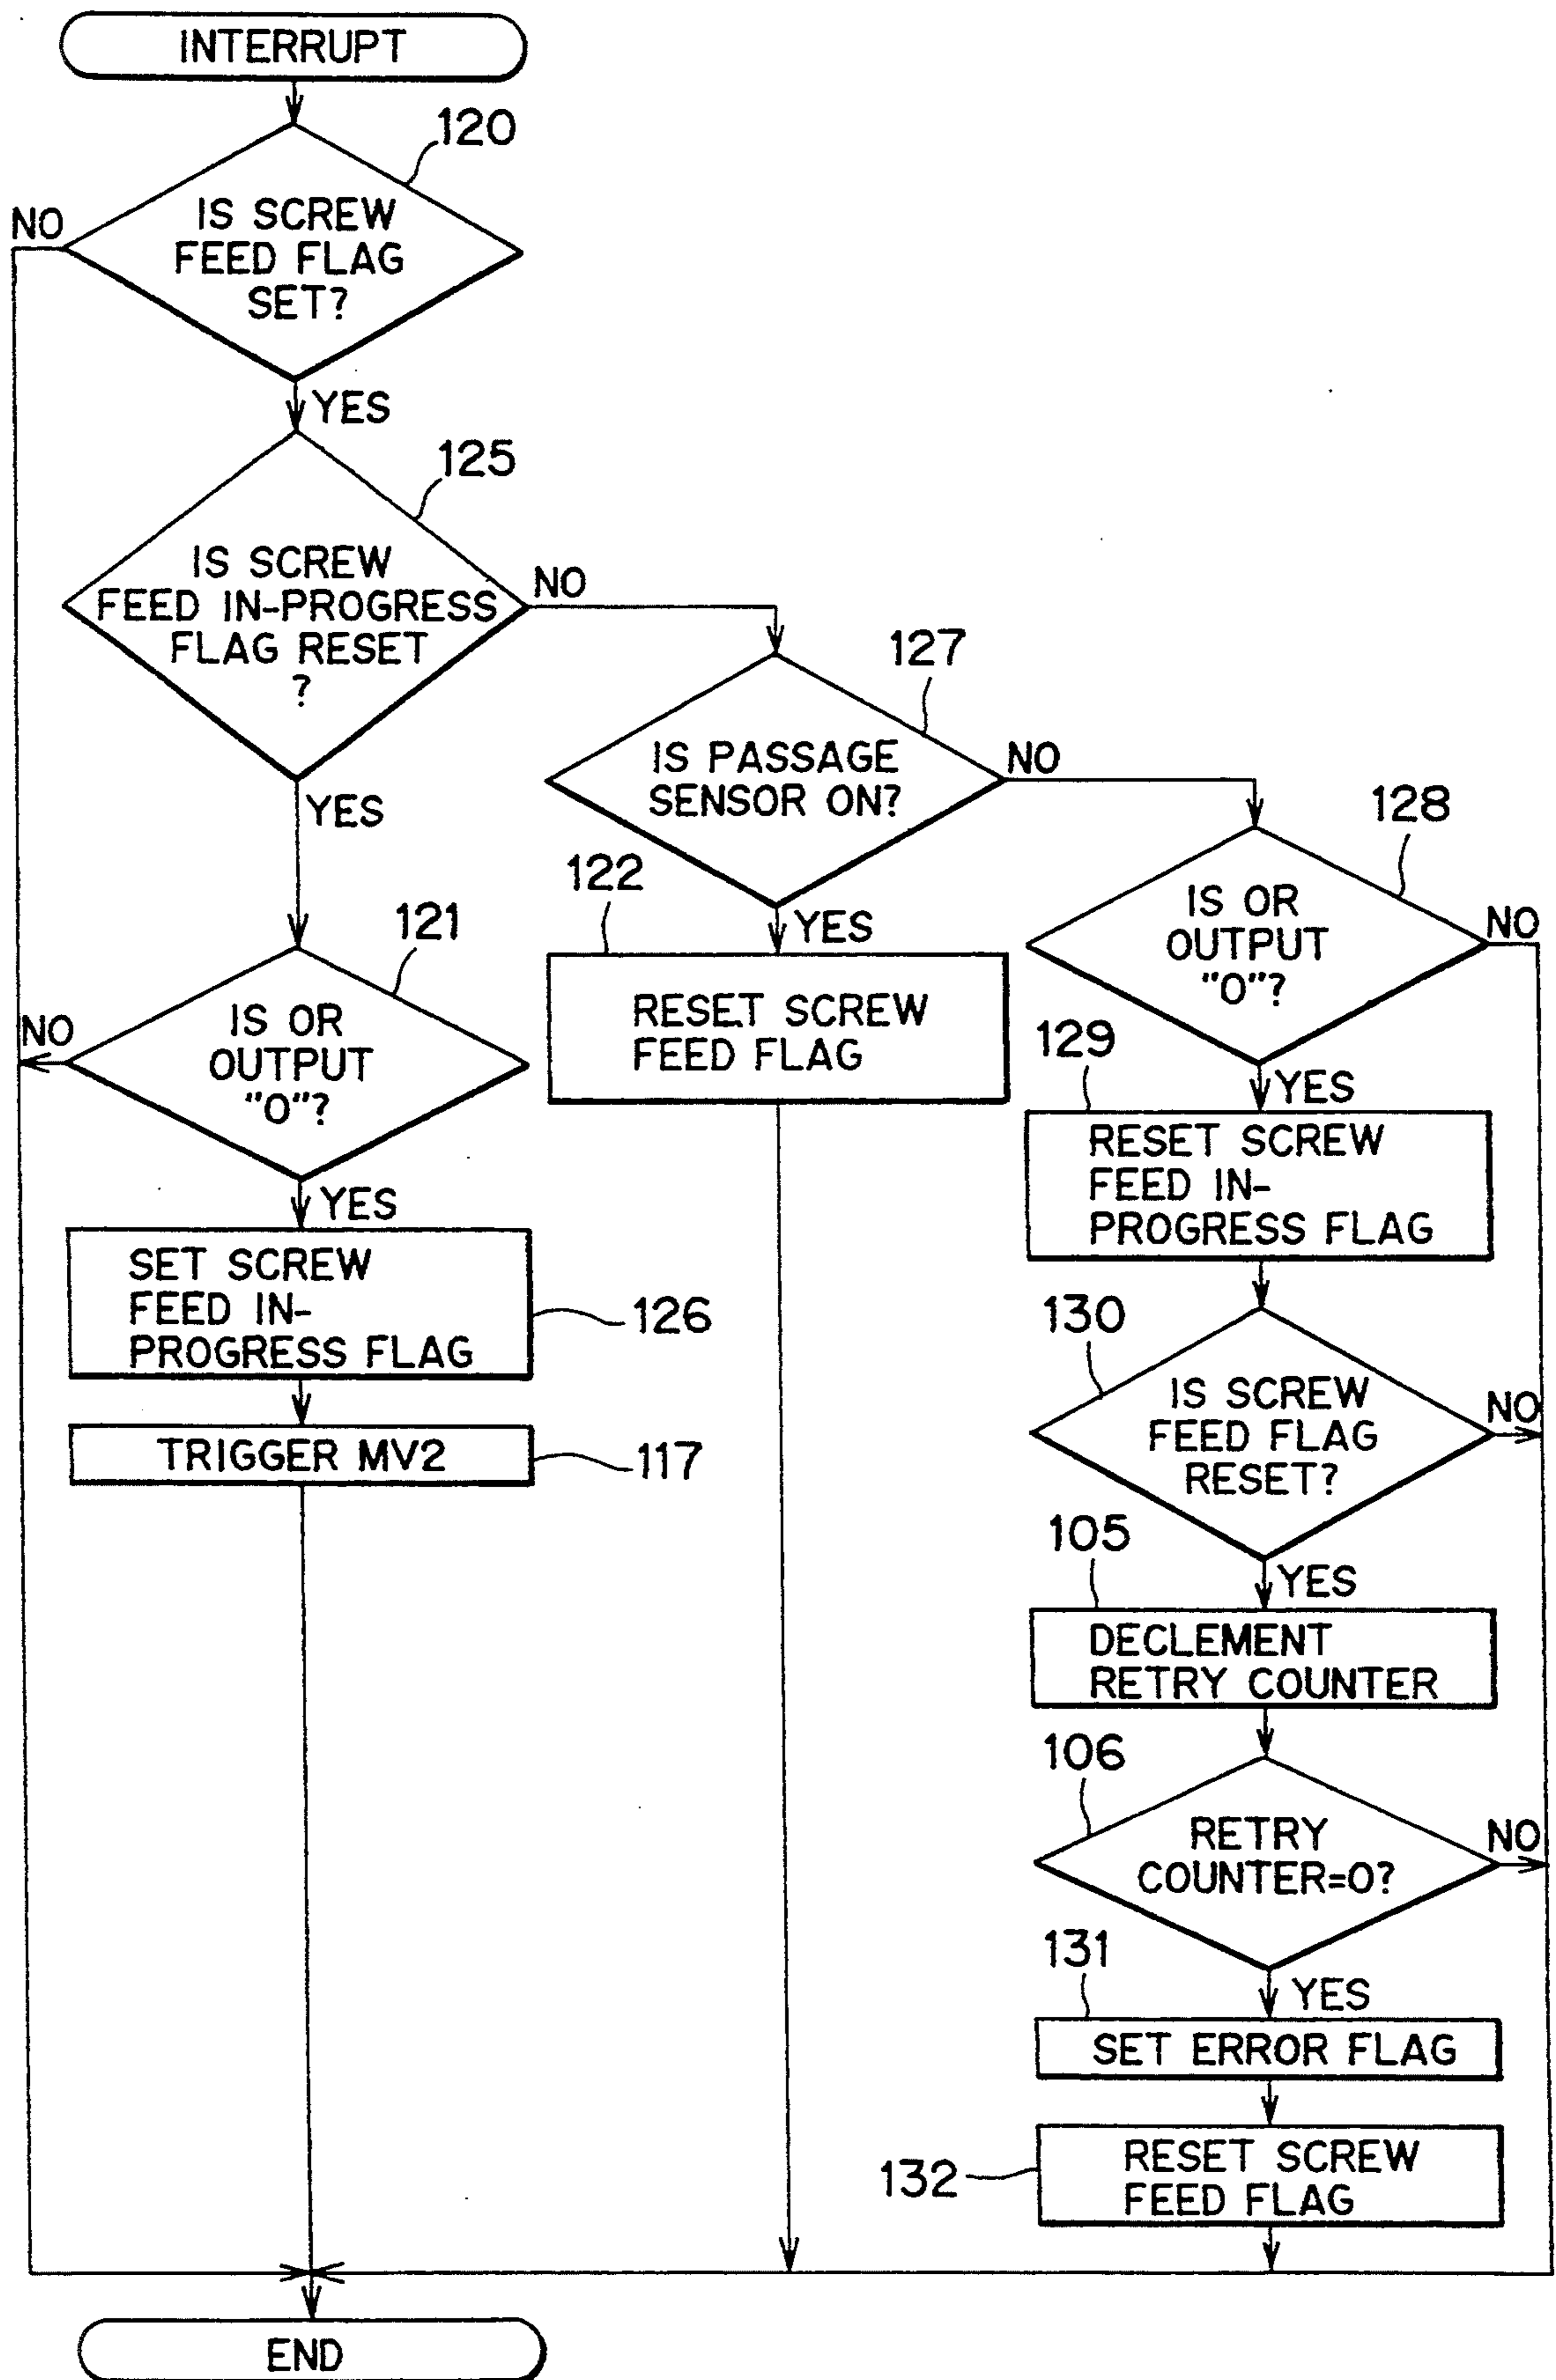 INTERRUPT
120
IS SCREW
FEED FLAG
SET?
NO
YES
125
IS SCREW
FEED IN-PROGRESS
FLAG RESET
?
NO
YES
127
IS PASSAGE
SENSOR ON?
NO
YES
128
IS OR
OUTPUT
"0"?
NO
YES
122
RESET SCREW
FEED FLAG
121
IS OR
OUTPUT
"0"?
NO
YES
129
RESET SCREW
FEED IN-
PROGRESS FLAG
SET SCREW
FEED IN-
PROGRESS FLAG
126
TRIGGER MV2
117
130
IS SCREW
FEED FLAG
RESET?
NO
YES
105
DECLEMENT
RETRY COUNTER
106
RETRY
COUNTER=0?
NO
YES
131
SET ERROR FLAG
132
RESET SCREW
FEED FLAG
END